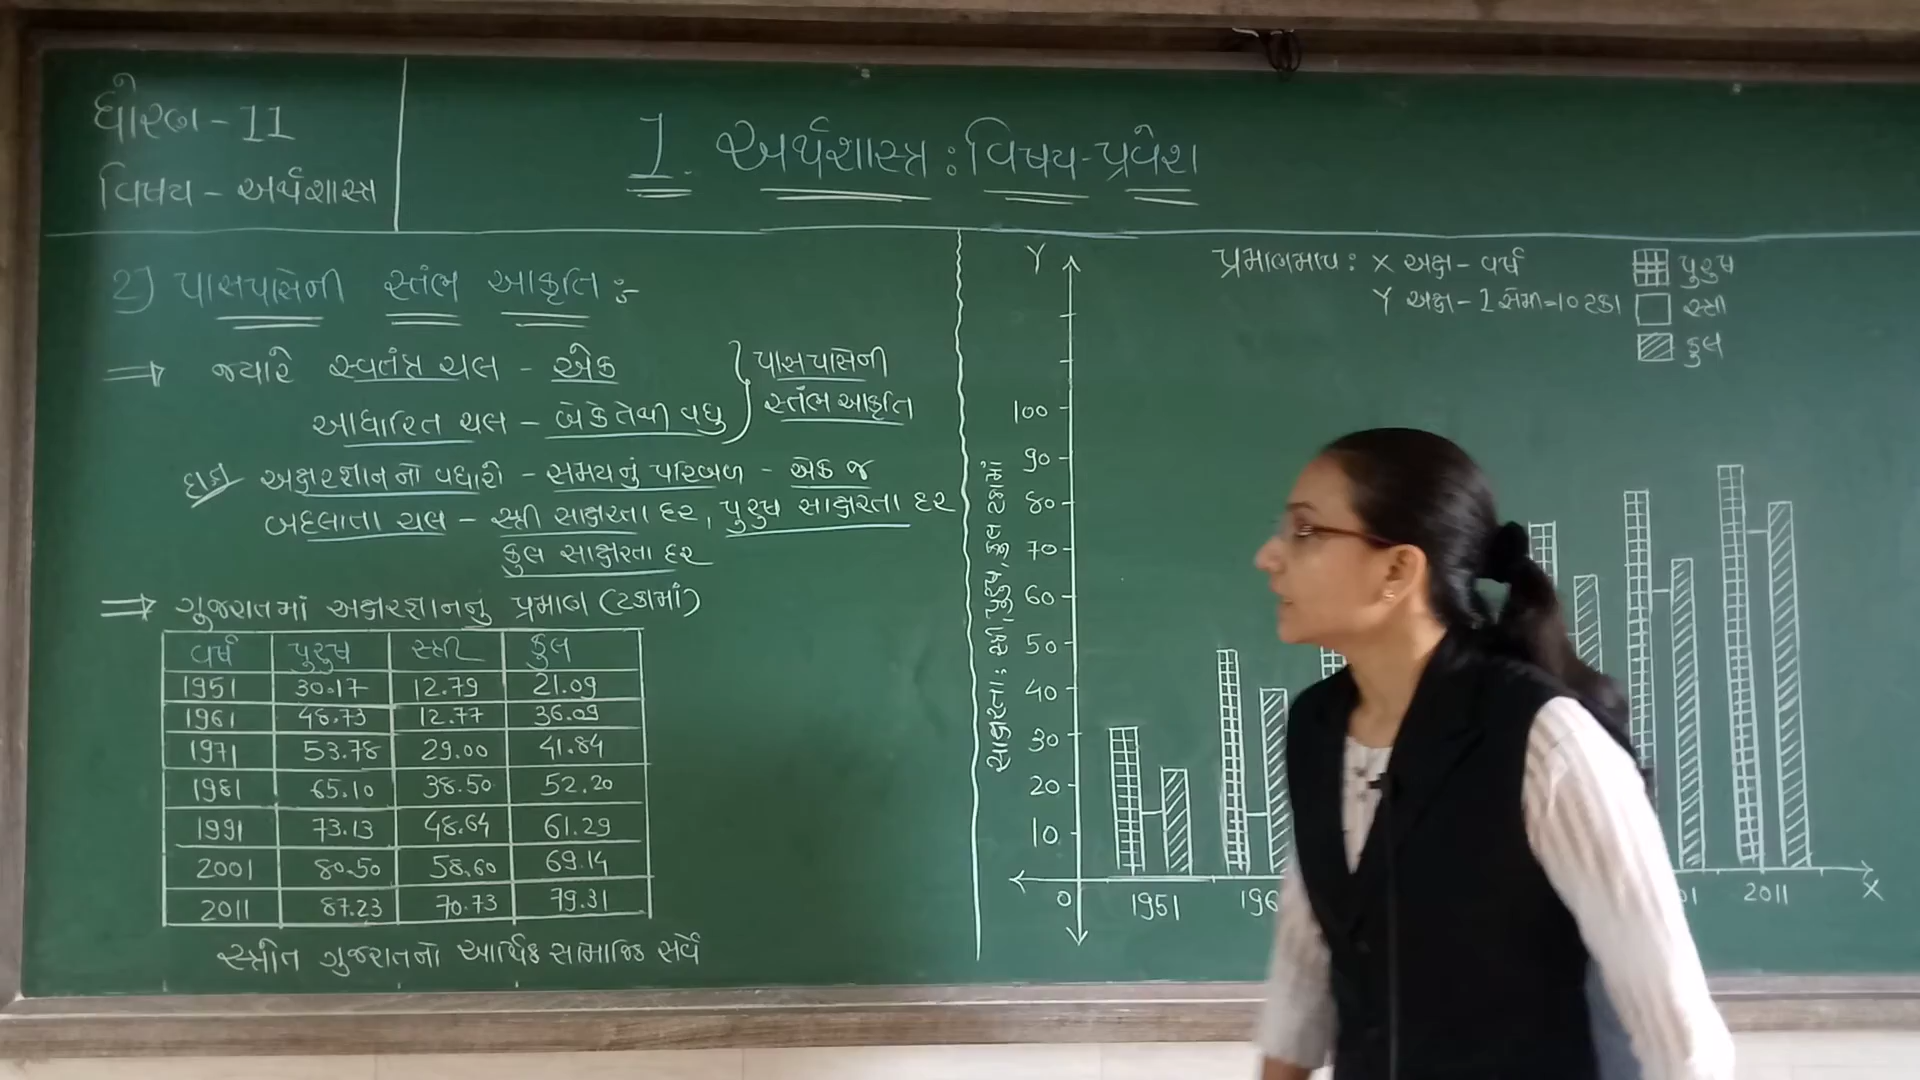 ધોરણ - 11
વિષય - અર્થશાસ્ત્ર
1. અર્થશાસ્ત્ર : વિષય-પ્રવેશ
2) પાસપાસેની સ્તંભ આકૃતિ :-
⇒ જ્યારે સ્વતંત્ર ચલ - એક
આધારિત ચલ - બે કે તેથી વધુ
પાસપાસેની
સ્તંભ આકૃતિ
દા.ત. અક્ષરજ્ઞાનનો વધારો - સમયનું પરિબળ - એક જ
બદલાતા ચલ - સ્ત્રી સાક્ષરતા દર, પુરુષ સાક્ષરતા દર
કુલ સાક્ષરતા દર
⇒ ગુજરાતમાં અક્ષરજ્ઞાનનું પ્રમાણ (ટકામાં)
વર્ષ પુરુષ સ્ત્રી કુલ
1951 30.17 12.79 21.09
1961 48.73 12.77 36.09
1971 53.78 29.00 41.84
1981 65.10 38.50 52.20
1991 73.13 48.64 61.29
2001 80.50 58.60 69.14
2011 87.23 70.73 79.31
સ્ત્રોત ગુજરાતનો આર્થિક સામાજિક સર્વે
પ્રમાણમાપ : X અક્ષ - વર્ષ
Y અક્ષ - 1 સેમી = 10 ટકા
પુરુષ
સ્ત્રી
કુલ
Y
100
90
80
70
60
50
40
30
20
10
0
સાક્ષરતા : સ્ત્રી, પુરુષ, કુલ ટકામાં
1951 196 01 2011 X